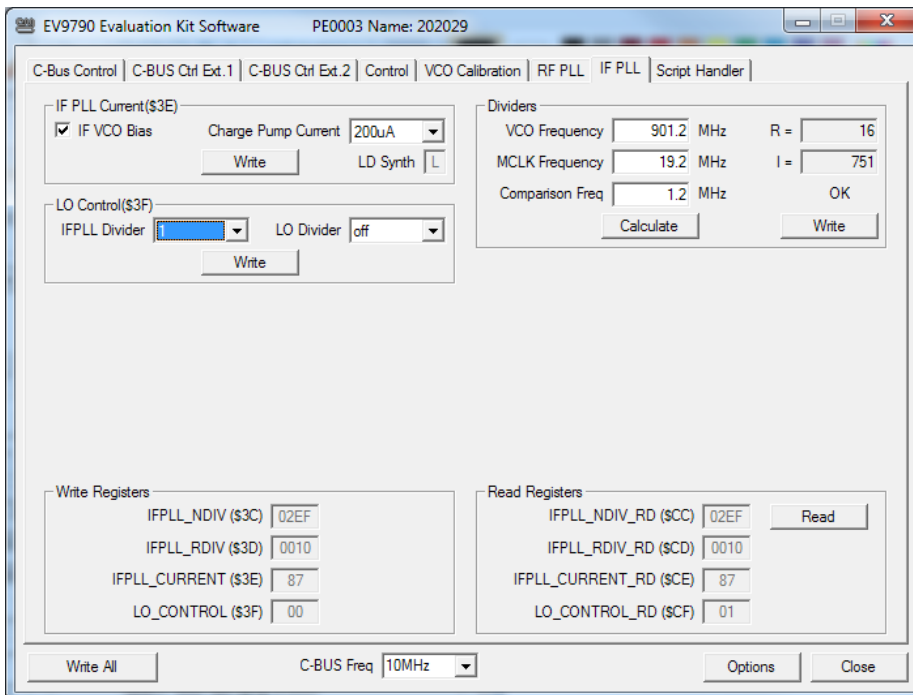 EV9790 Evaluation Kit Software PE0003 Name: 202029
C-Bus Control C-BUS Ctrl Ext.1 C-BUS Ctrl Ext.2 Control VCO Calibration RF PLL IF PLL Script Handler
IF PLL Current($3E)
IF VCO Bias Charge Pump Current 200uA
Write LD Synth L
LO Control($3F)
IFPLL Divider 1 LO Divider off
Write
Dividers
VCO Frequency 901.2 MHz R = 16
MCLK Frequency 19.2 MHz I = 751
Comparison Freq 1.2 MHz OK
Calculate Write
Write Registers
IFPLL_NDIV ($3C) 02EF
IFPLL_RDIV ($3D) 0010
IFPLL_CURRENT ($3E) 87
LO_CONTROL ($3F) 00
Read Registers
IFPLL_NDIV_RD ($CC) 02EF Read
IFPLL_RDIV_RD ($CD) 0010
IFPLL_CURRENT_RD ($CE) 87
LO_CONTROL_RD ($CF) 01
Write All C-BUS Freq 10MHz Options Close